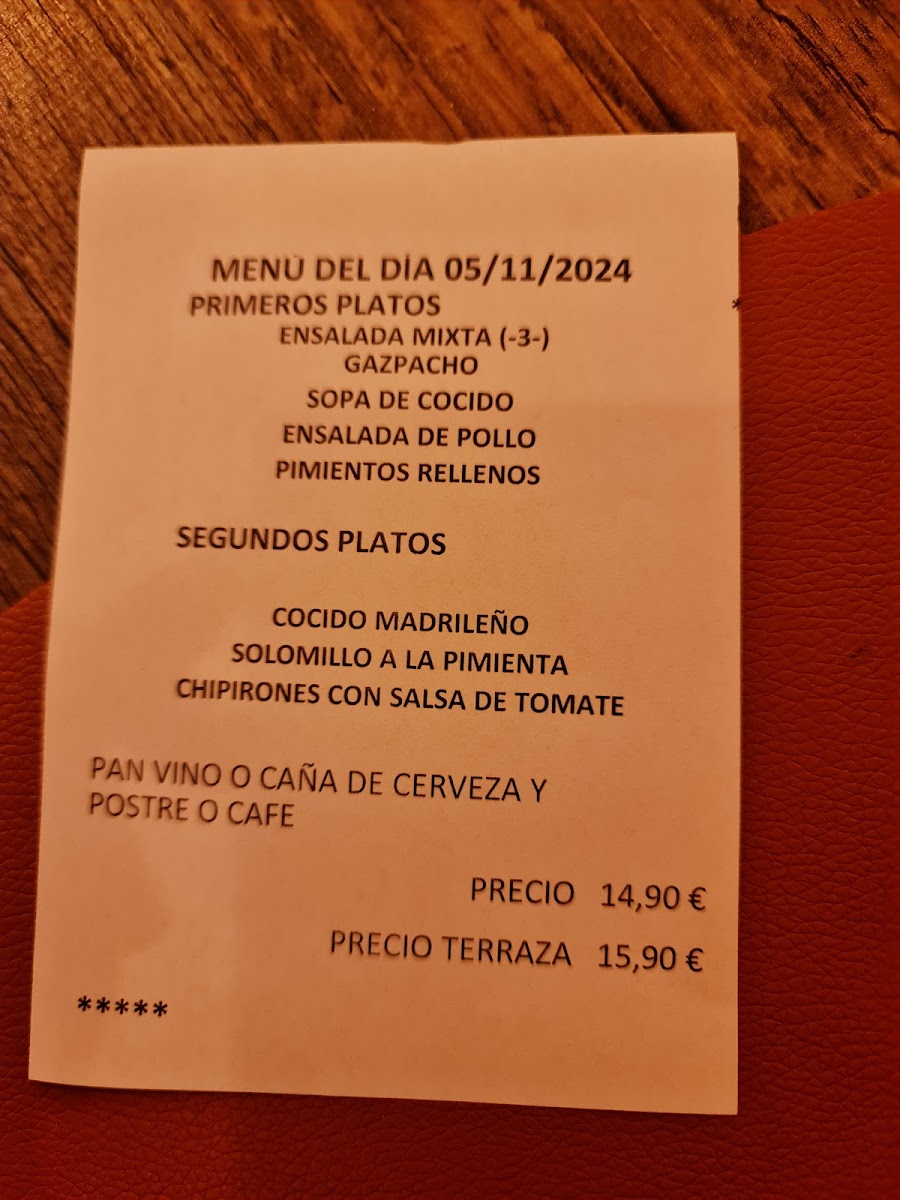 MENÚ DEL DÍA 05/11/2024
PRIMEROS PLATOS
ENSALADA MIXTA (-3-)
GAZPACHO
SOPA DE COCIDO
ENSALADA DE POLLO
PIMIENTOS RELLENOS
SEGUNDOS PLATOS
COCIDO MADRILEÑO
SOLOMILLO A LA PIMIENTA
CHIPIRONES CON SALSA DE TOMATE
PAN VINO O CAÑA DE CERVEZA Y
POSTRE O CAFE
PRECIO 14,90 €
PRECIO TERRAZA 15,90 €
*****